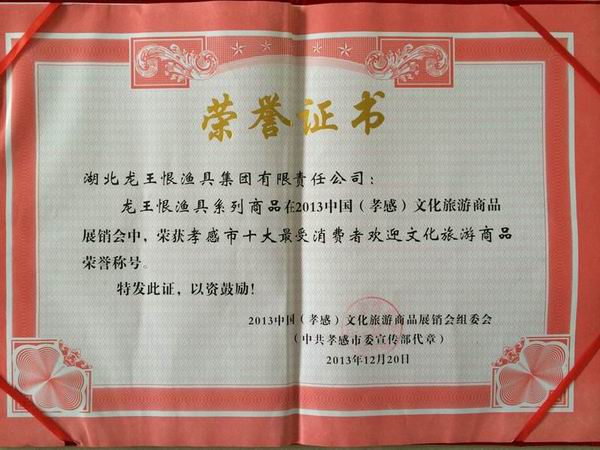 荣誉证书
湖北龙王恨渔具集团有限责任公司：
龙王恨渔具系列商品在2013中国（孝感）文化旅游商品
展销会中，荣获孝感市十大最受消费者欢迎文化旅游商品
荣誉称号。
特发此证，以资鼓励！
2013中国（孝感）文化旅游商品展销会组委会
（中共孝感市委宣传部代章）
2013年12月20日